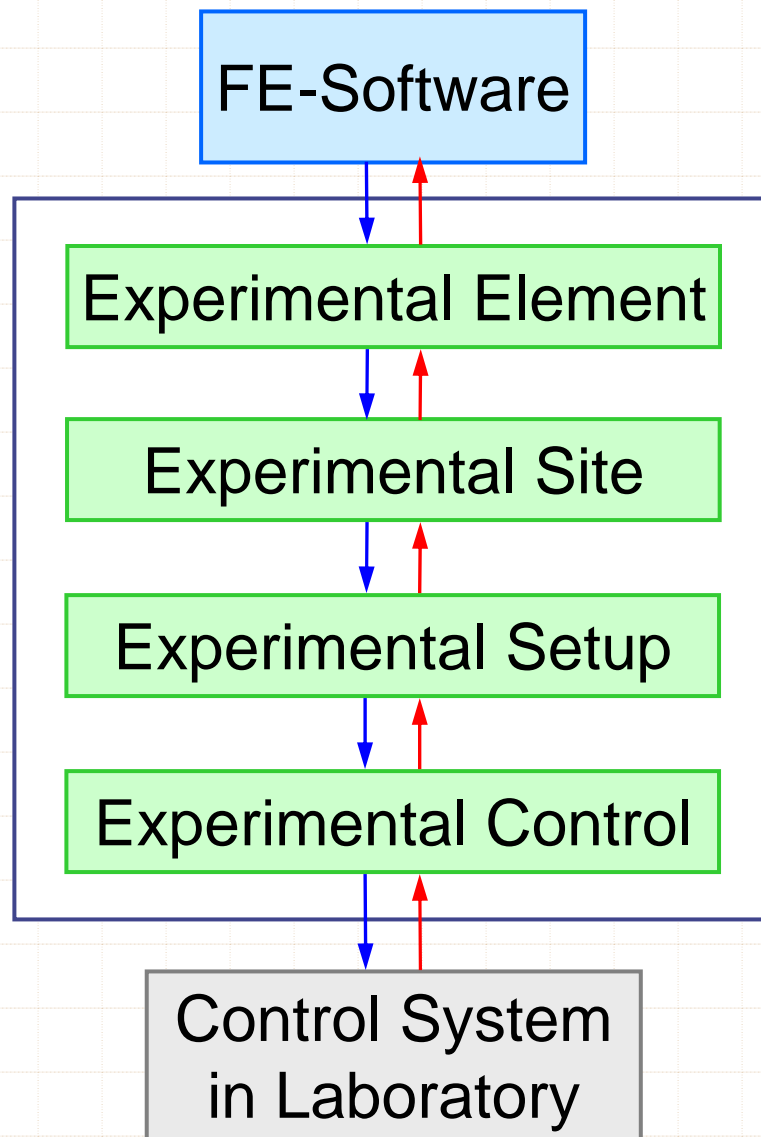 FE-Software
Experimental Element
Experimental Site
Experimental Setup
Experimental Control
Control System
in Laboratory